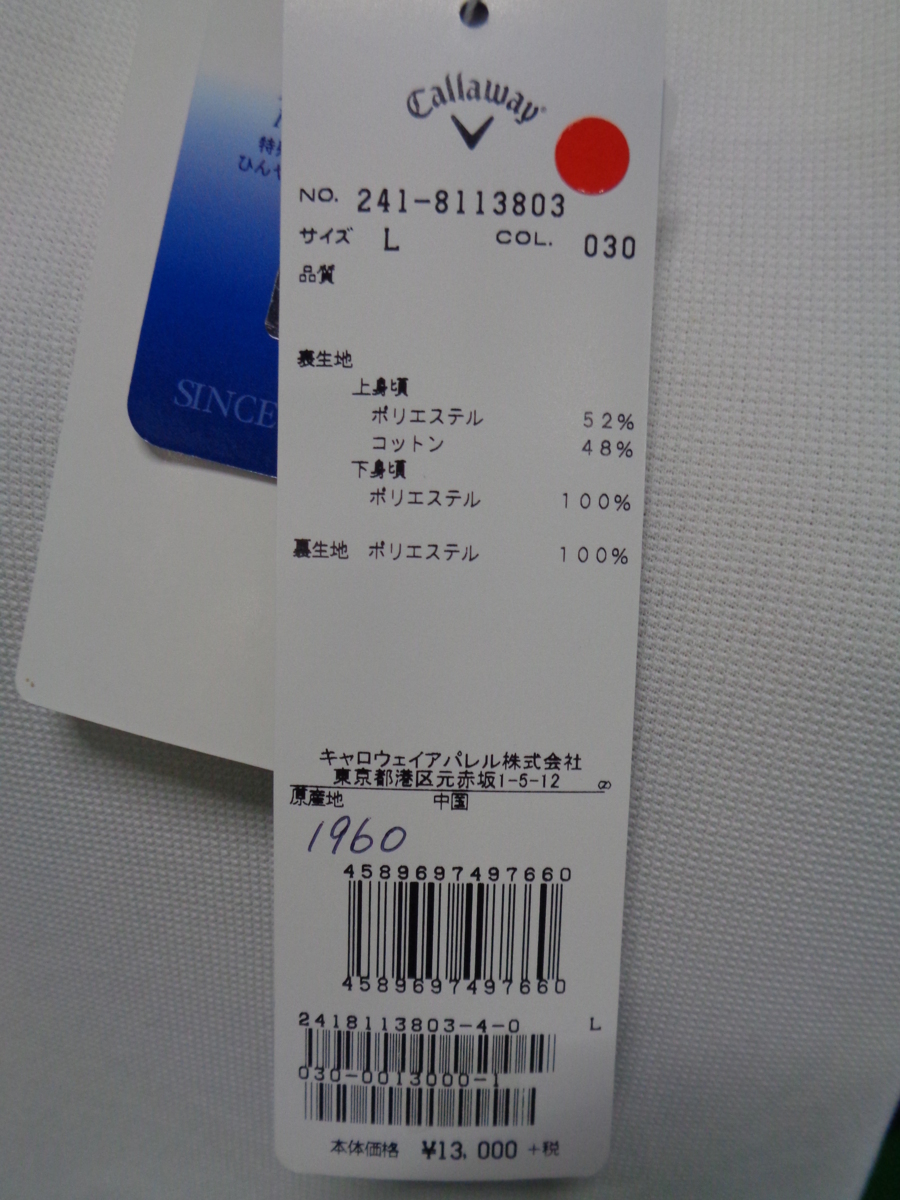 Callaway
特
ひん
SINCE
NO. 241-8113803
サイズ L COL. 030
品質
表生地
上身頃
ポリエステル 52%
コットン 48%
下身頃
ポリエステル 100%
裏生地 ポリエステル 100%
キャロウェイアパレル株式会社
東京都港区元赤坂1-5-12
原産地 中国
1960
4589697497660
4589697497660
2418113803-4-0 L
030-0013000-1
本体価格 ¥13,000 +税